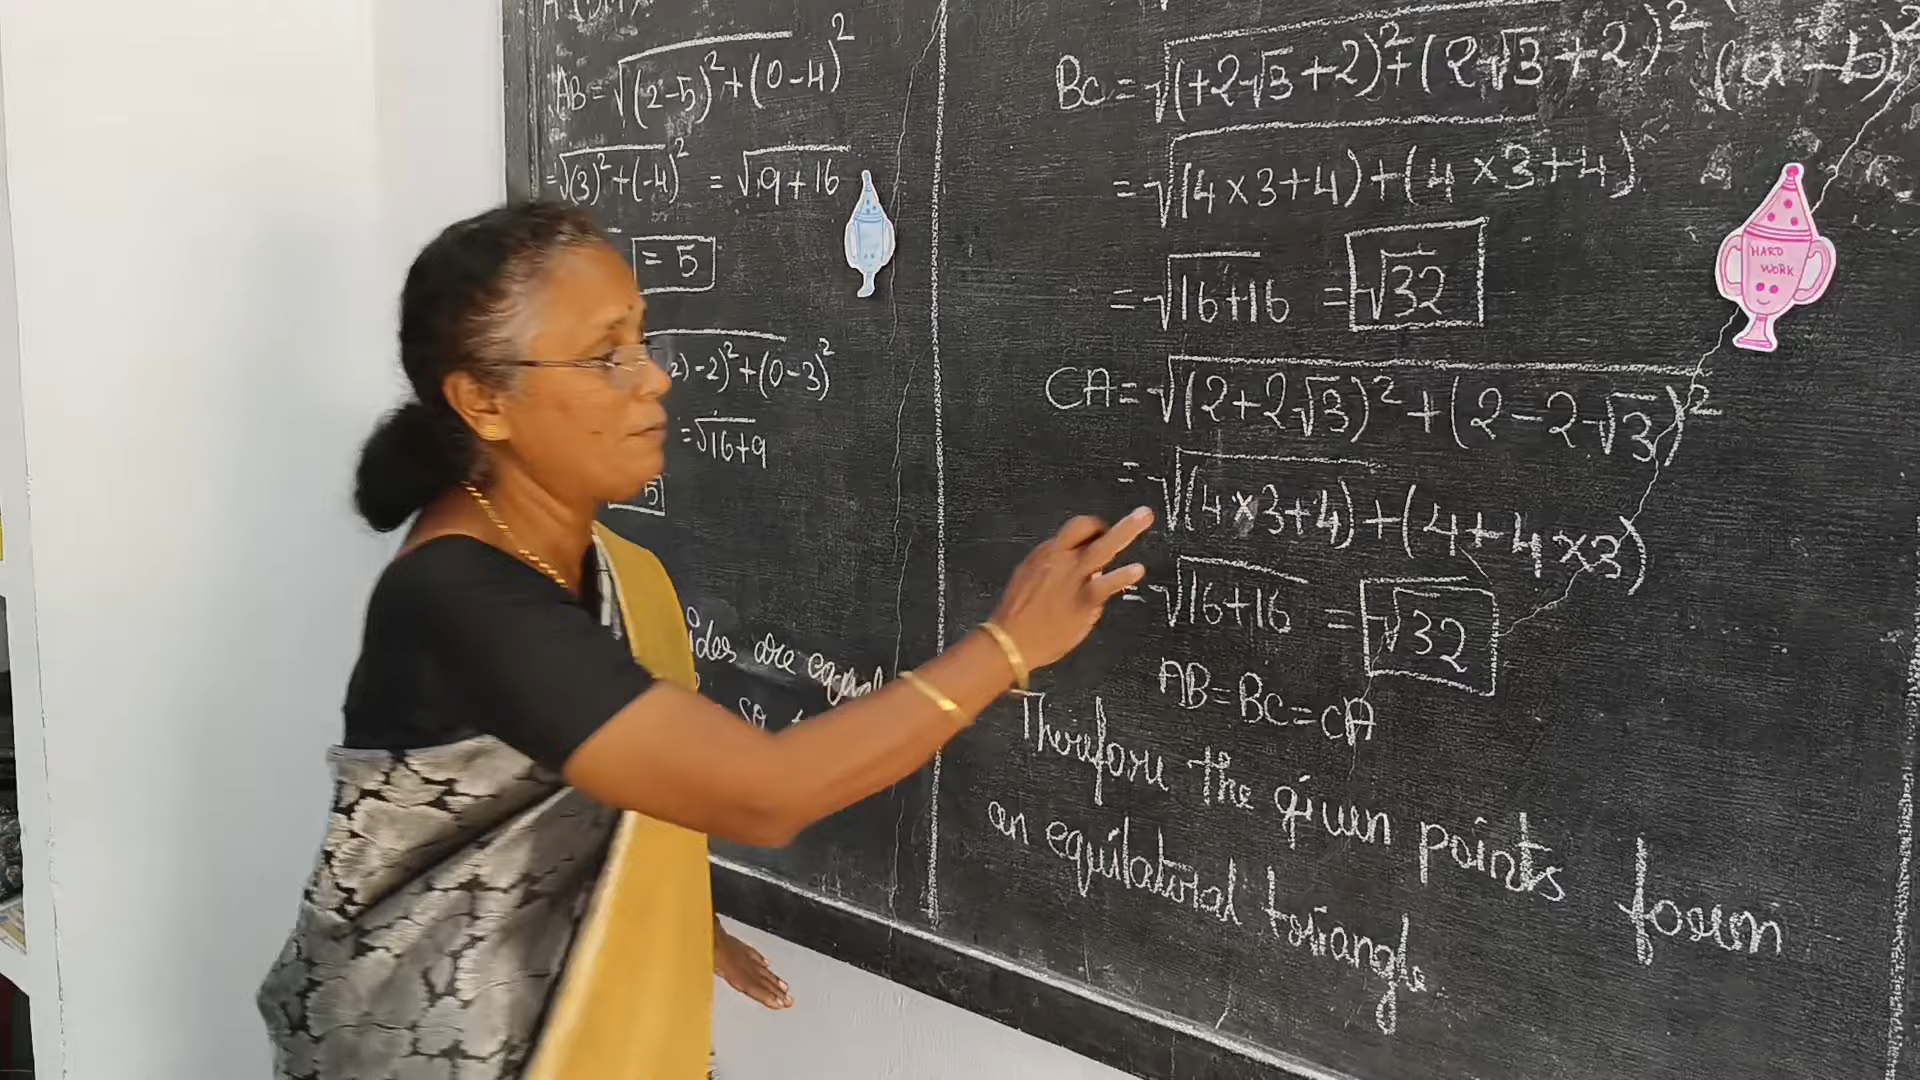 AB = √(2-5)² + (0-4)²
= √(3)² + (-4)² = √9+16
= 5
2) -2)² + (0-3)²
= √16+9
5
ides are equal
so
BC = √(+2√3+2)² + (2√3+2)² (a-b)²
= √(4×3+4) + (4×3+4)
= √16+16 = √32
CA = √(2+2√3)² + (2-2√3)²
= √(4×3+4) + (4+4×3)
= √16+16 = √32
AB = BC = CA
Therefore the given points form
an equilateral triangle.
HARD
WORK